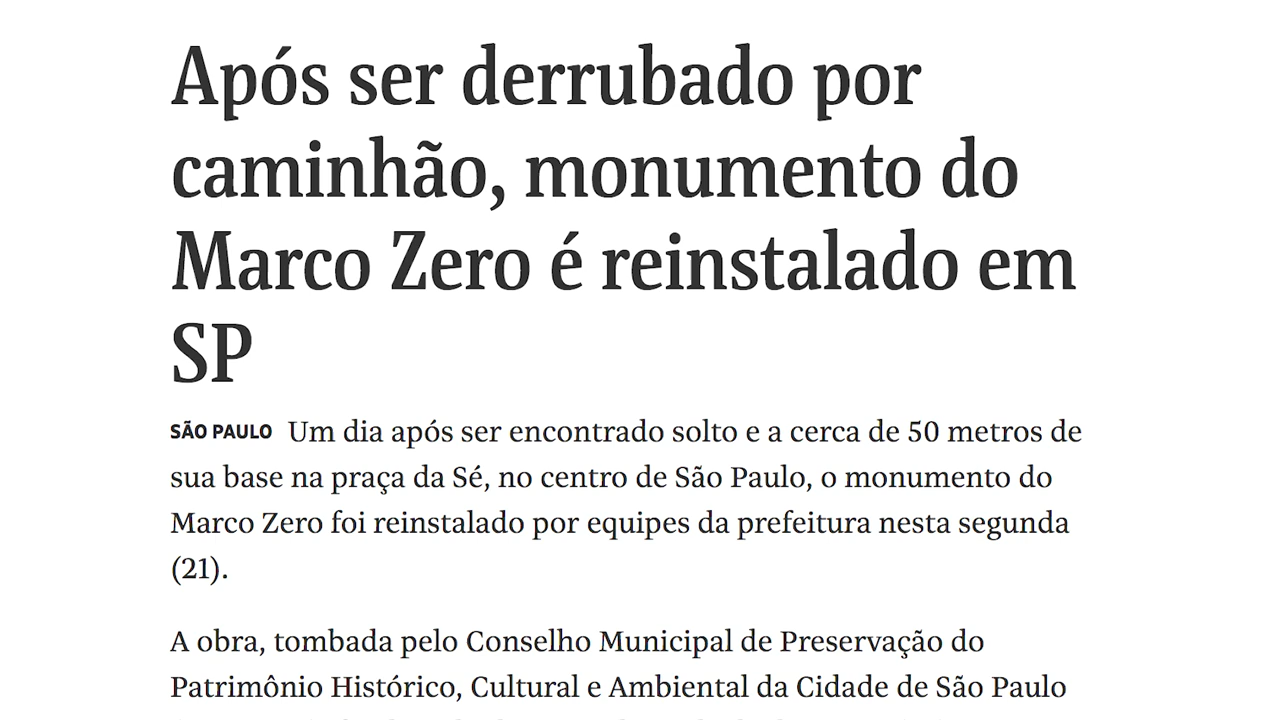 Após ser derrubado por
caminhão, monumento do
Marco Zero é reinstalado em
SP
SÃO PAULO Um dia após ser encontrado solto e a cerca de 50 metros de
sua base na praça da Sé, no centro de São Paulo, o monumento do
Marco Zero foi reinstalado por equipes da prefeitura nesta segunda
(21).
A obra, tombada pelo Conselho Municipal de Preservação do
Patrimônio Histórico, Cultural e Ambiental da Cidade de São Paulo